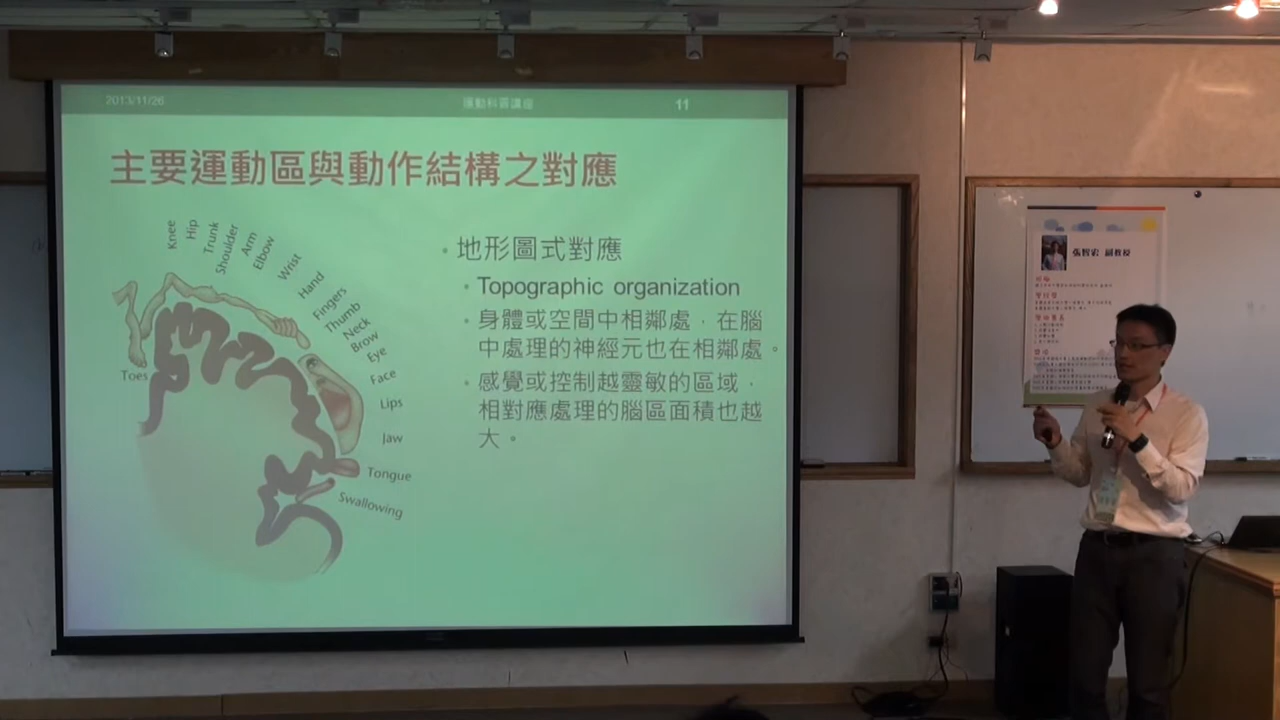 2013/11/26
運動科普講座
11
主要運動區與動作結構之對應
Knee
Hip
Trunk
Shoulder
Arm
Elbow
Wrist
Hand
Fingers
Thumb
Neck
Brow
Eye
Face
Lips
Jaw
Tongue
Swallowing
Toes
• 地形圖式對應
• Topographic organization
• 身體或空間中相鄰處，在腦
中處理的神經元也在相鄰處。
• 感覺或控制越靈敏的區域，
相對應處理的腦區面積也越
大。
張智宏 副教授